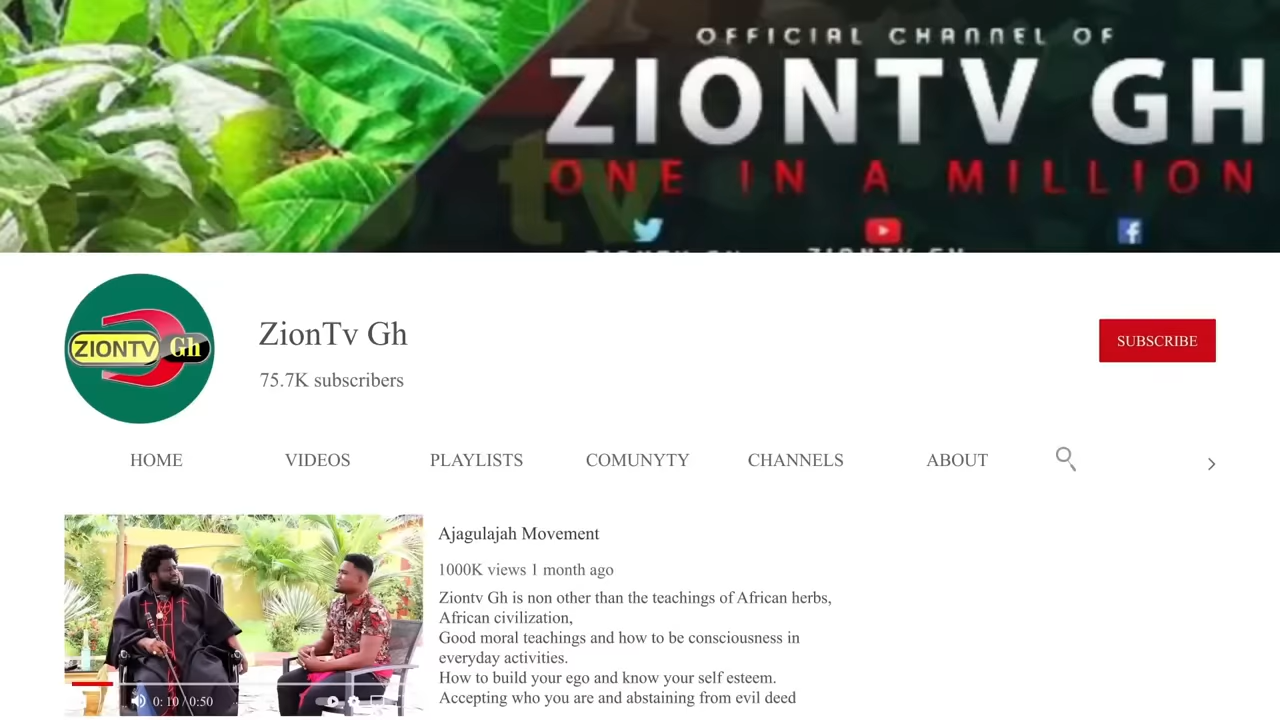 OFFICIAL CHANNEL OF
ZIONTV GH
ONE IN A MILLION
tv
ZIONTV Gh
ZionTv Gh
75.7K subscribers
SUBSCRIBE
HOME VIDEOS PLAYLISTS COMUNYTY CHANNELS ABOUT
Ajagulajah Movement
1000K views 1 month ago
Ziontv Gh is non other than the teachings of African herbs,
African civilization,
Good moral teachings and how to be consciousness in
everyday activities.
How to build your ego and know your self esteem.
Accepting who you are and abstaining from evil deed
0:10 / 0:50